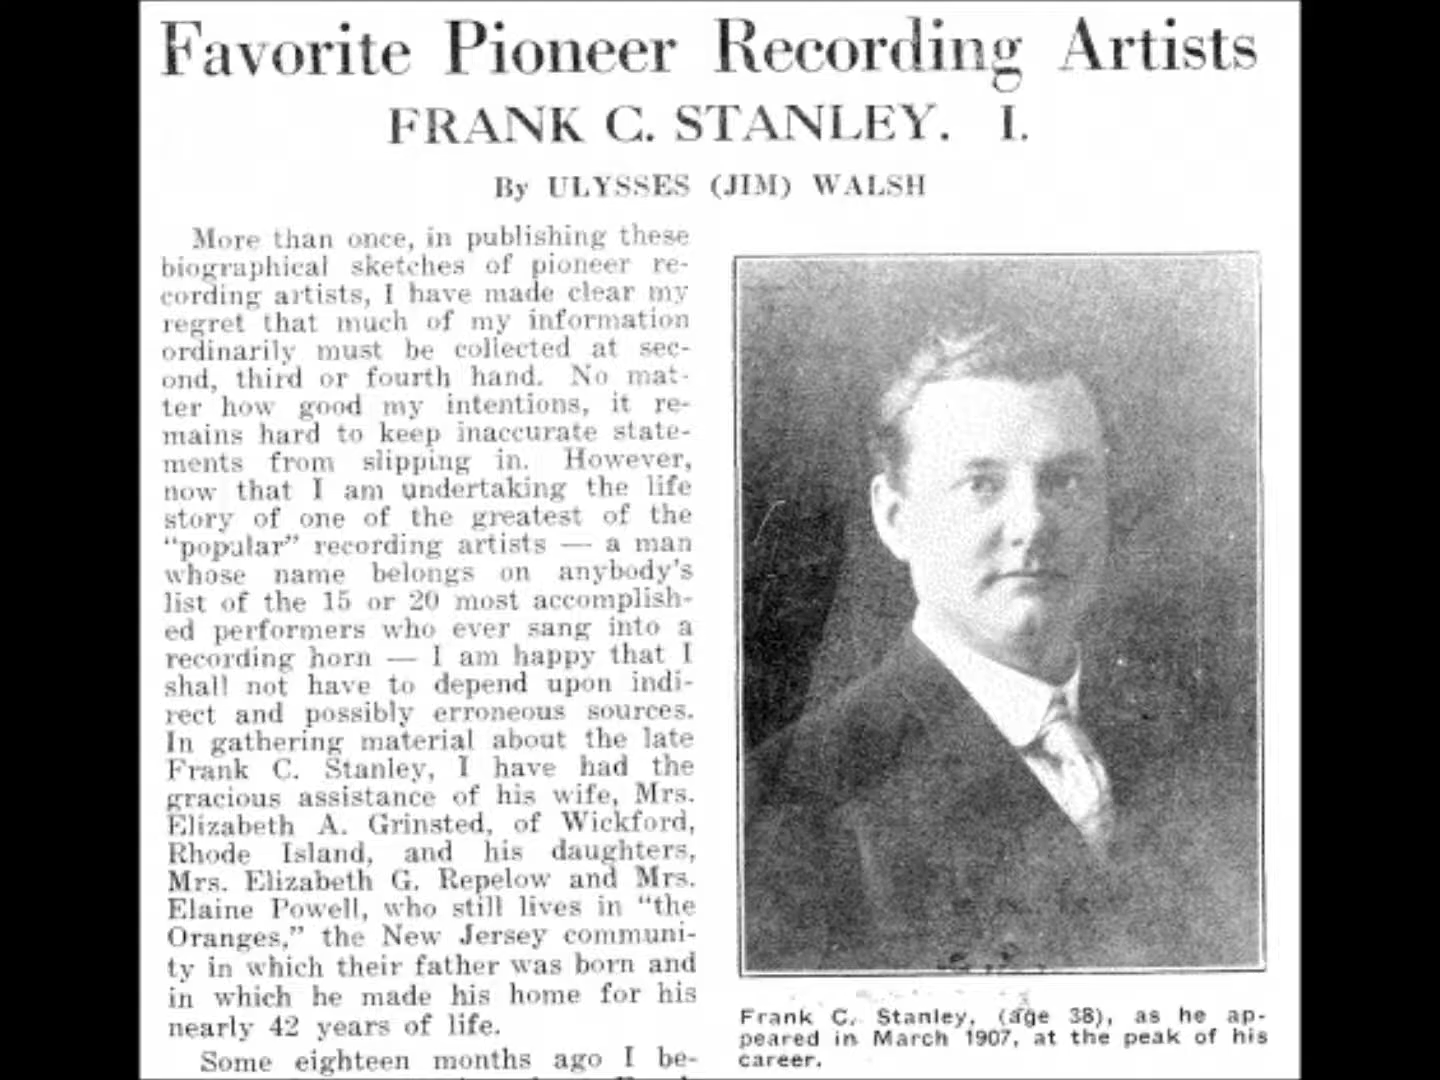 Favorite Pioneer Recording Artists
FRANK C. STANLEY. I.
By ULYSSES (JIM) WALSH
More than once, in publishing these
biographical sketches of pioneer re-
cording artists, I have made clear my
regret that much of my information
ordinarily must be collected at sec-
ond, third or fourth hand. No mat-
ter how good my intentions, it re-
mains hard to keep inaccurate state-
ments from slipping in. However,
now that I am undertaking the life
story of one of the greatest of the
“popular” recording artists — a man
whose name belongs on anybody’s
list of the 15 or 20 most accomplish-
ed performers who ever sang into a
recording horn — I am happy that I
shall not have to depend upon indi-
rect and possibly erroneous sources.
In gathering material about the late
Frank C. Stanley, I have had the
gracious assistance of his wife, Mrs.
Elizabeth A. Grinsted, of Wickford,
Rhode Island, and his daughters,
Mrs. Elizabeth G. Repelow and Mrs.
Elaine Powell, who still lives in “the
Oranges,” the New Jersey communi-
ty in which their father was born and
in which he made his home for his
nearly 42 years of life.
Some eighteen months ago I be-
Frank C. Stanley, (age 38), as he ap-
peared in March 1907, at the peak of his
career.